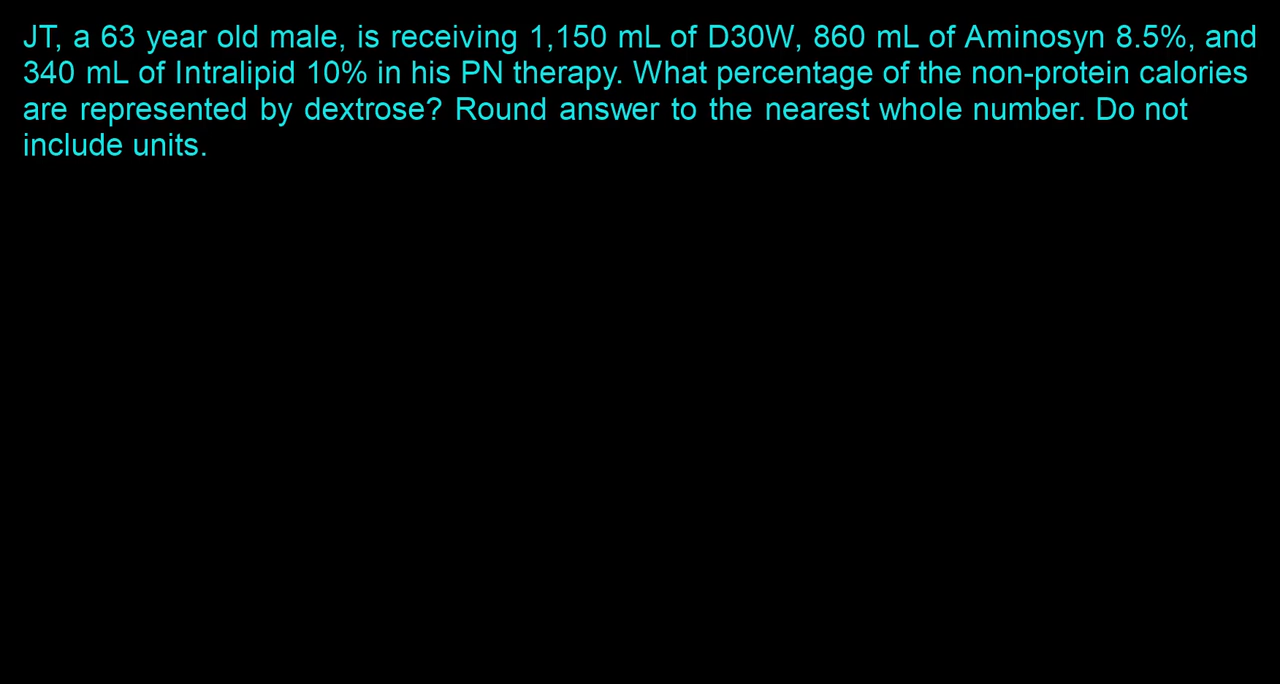 JT, a 63 year old male, is receiving 1,150 mL of D30W, 860 mL of Aminosyn 8.5%, and
340 mL of Intralipid 10% in his PN therapy. What percentage of the non-protein calories
are represented by dextrose? Round answer to the nearest whole number. Do not
include units.